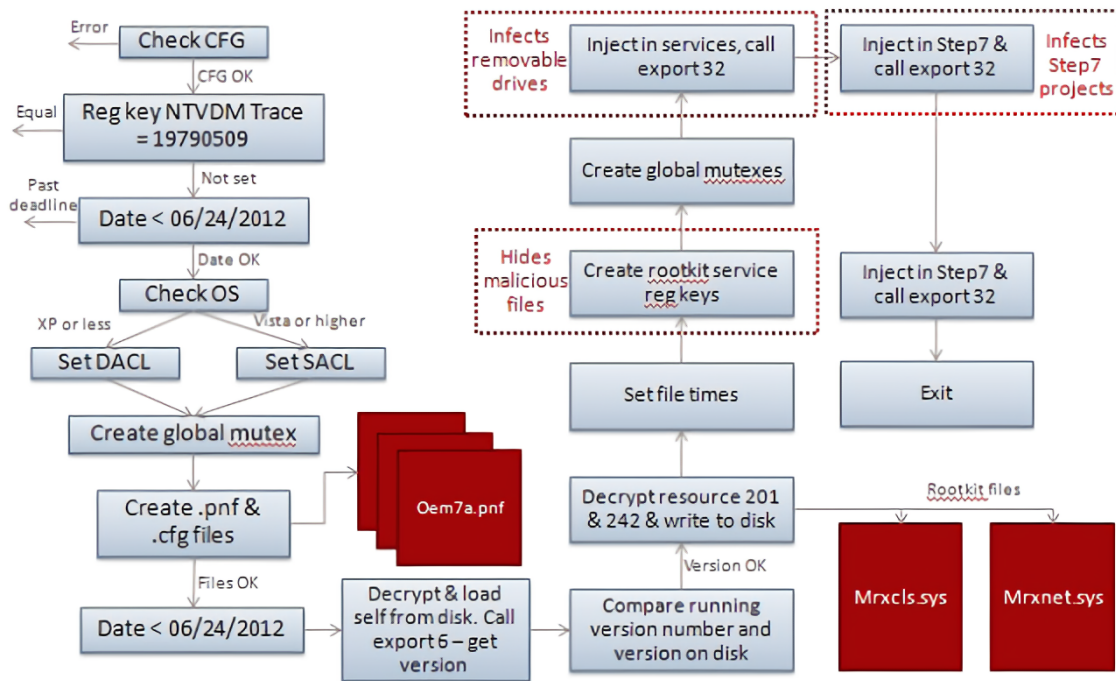 Error
Check CFG
CFG OK
Equal
Reg key NTVDM Trace
= 19790509
Not set
Past
deadline
Date < 06/24/2012
Date OK
Check OS
XP or less
Vista or higher
Set DACL
Set SACL
Create global mutex
Create .pnf &
.cfg files
Oem7a.pnf
Files OK
Date < 06/24/2012
Decrypt & load
self from disk. Call
export 6 – get
version
Compare running
version number and
version on disk
Version OK
Decrypt resource 201
& 242 & write to disk
Rootkit files
Mrxcls.sys
Mrxnet.sys
Set file times
Hides
malicious
files
Create rootkit service
reg keys
Create global mutexes
Infects
removable
drives
Inject in services, call
export 32
Inject in Step7 &
call export 32
Infects
Step7
projects
Inject in Step7 &
call export 32
Exit